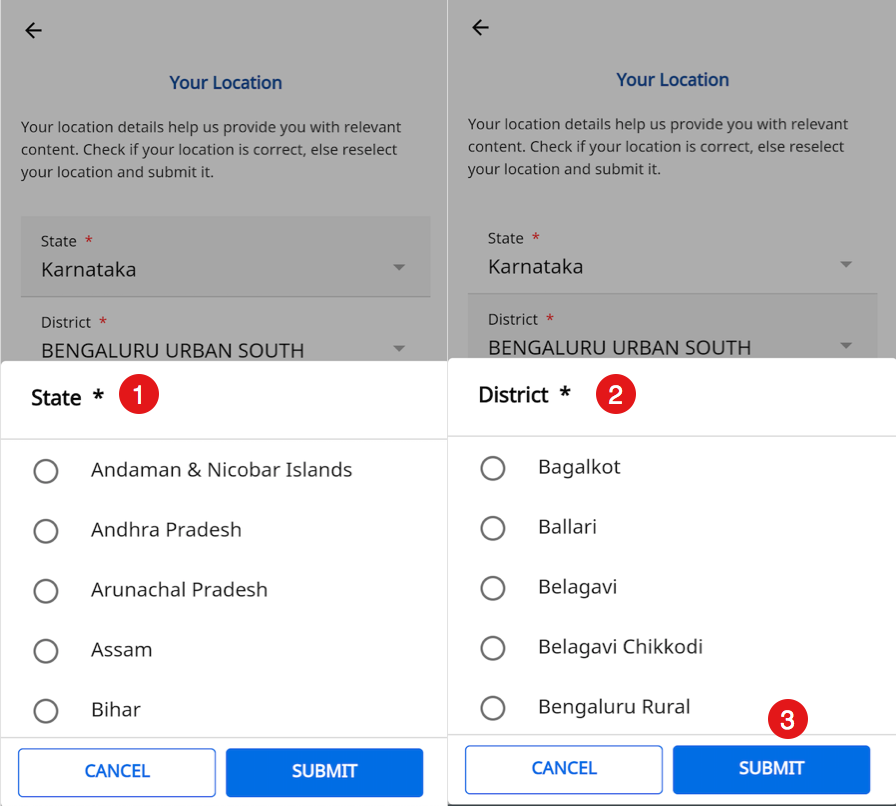 Your Location
Your location details help us provide you with relevant
content. Check if your location is correct, else reselect
your location and submit it.
State *
Karnataka
District *
BENGALURU URBAN SOUTH
State * 1
Andaman & Nicobar Islands
Andhra Pradesh
Arunachal Pradesh
Assam
Bihar
CANCEL SUBMIT
Your Location
Your location details help us provide you with relevant
content. Check if your location is correct, else reselect
your location and submit it.
State *
Karnataka
District *
BENGALURU URBAN SOUTH
District * 2
Bagalkot
Ballari
Belagavi
Belagavi Chikkodi
Bengaluru Rural
3
CANCEL SUBMIT